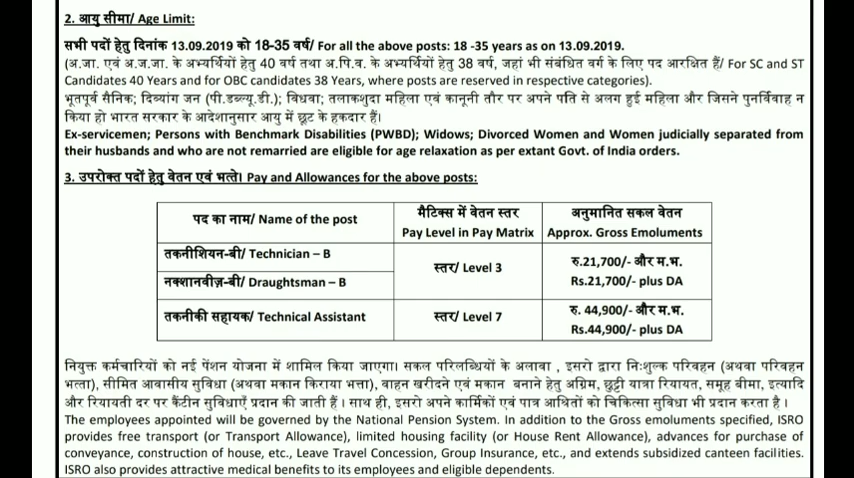 2. आयु सीमा/ Age Limit:
सभी पदों हेतु दिनांक 13.09.2019 को 18-35 वर्ष/ For all the above posts: 18 -35 years as on 13.09.2019.
(अ.जा. एवं अ.ज.जा. के अभ्यर्थियों हेतु 40 वर्ष तथा अ.पि.व. के अभ्यर्थियों हेतु 38 वर्ष, जहां भी संबंधित वर्ग के लिए पद आरक्षित हैं/ For SC and ST
Candidates 40 Years and for OBC candidates 38 Years, where posts are reserved in respective categories).
भूतपूर्व सैनिक; दिव्यांग जन (पी.डब्ल्यू.डी.); विधवा; तलाकशुदा महिला एवं कानूनी तौर पर अपने पति से अलग हुई महिला और जिसने पुनर्विवाह न
किया हो भारत सरकार के आदेशानुसार आयु में छूट के हकदार हैं।
Ex-servicemen; Persons with Benchmark Disabilities (PWBD); Widows; Divorced Women and Women judicially separated from
their husbands and who are not remarried are eligible for age relaxation as per extant Govt. of India orders.
3. उपरोक्त पदों हेतु वेतन एवं भत्ते। Pay and Allowances for the above posts:
पद का नाम/ Name of the post
मैटिक्स में वेतन स्तर
Pay Level in Pay Matrix
अनुमानित सकल वेतन
Approx. Gross Emoluments
तकनीशियन-बी/ Technician – B
नक्शानवीज़-बी/ Draughtsman – B
स्तर/ Level 3
रु.21,700/- और म.भ.
Rs.21,700/- plus DA
तकनीकी सहायक/ Technical Assistant
स्तर/ Level 7
रु. 44,900/- और म.भ.
Rs.44,900/- plus DA
नियुक्त कर्मचारियों को नई पेंशन योजना में शामिल किया जाएगा। सकल परिलब्धियों के अलावा , इसरो द्वारा निःशुल्क परिवहन (अथवा परिवहन
भत्ता), सीमित आवासीय सुविधा (अथवा मकान किराया भत्ता), वाहन खरीदने एवं मकान बनाने हेतु अग्रिम, छुट्टी यात्रा रियायत, समूह बीमा, इत्यादि
और रियायती दर पर कैंटीन सुविधाएँ प्रदान की जाती हैं । साथ ही, इसरो अपने कार्मिकों एवं पात्र आश्रितों को चिकित्सा सुविधा भी प्रदान करता है ।
The employees appointed will be governed by the National Pension System. In addition to the Gross emoluments specified, ISRO
provides free transport (or Transport Allowance), limited housing facility (or House Rent Allowance), advances for purchase of
conveyance, construction of house, etc., Leave Travel Concession, Group Insurance, etc., and extends subsidized canteen facilities.
ISRO also provides attractive medical benefits to its employees and eligible dependents.